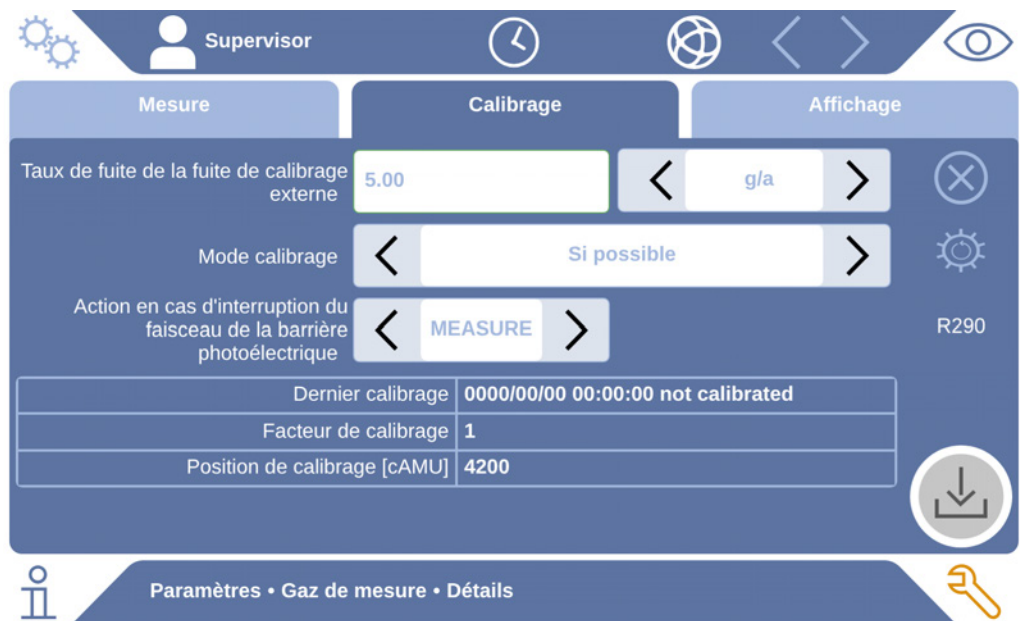 Supervisor
Mesure
Calibrage
Affichage
Taux de fuite de la fuite de calibrage
externe
5.00
g/a
Mode calibrage
Si possible
Action en cas d'interruption du
faisceau de la barrière
photoélectrique
MEASURE
R290
Dernier calibrage
0000/00/00 00:00:00 not calibrated
Facteur de calibrage
1
Position de calibrage [cAMU]
4200
Paramètres • Gaz de mesure • Détails